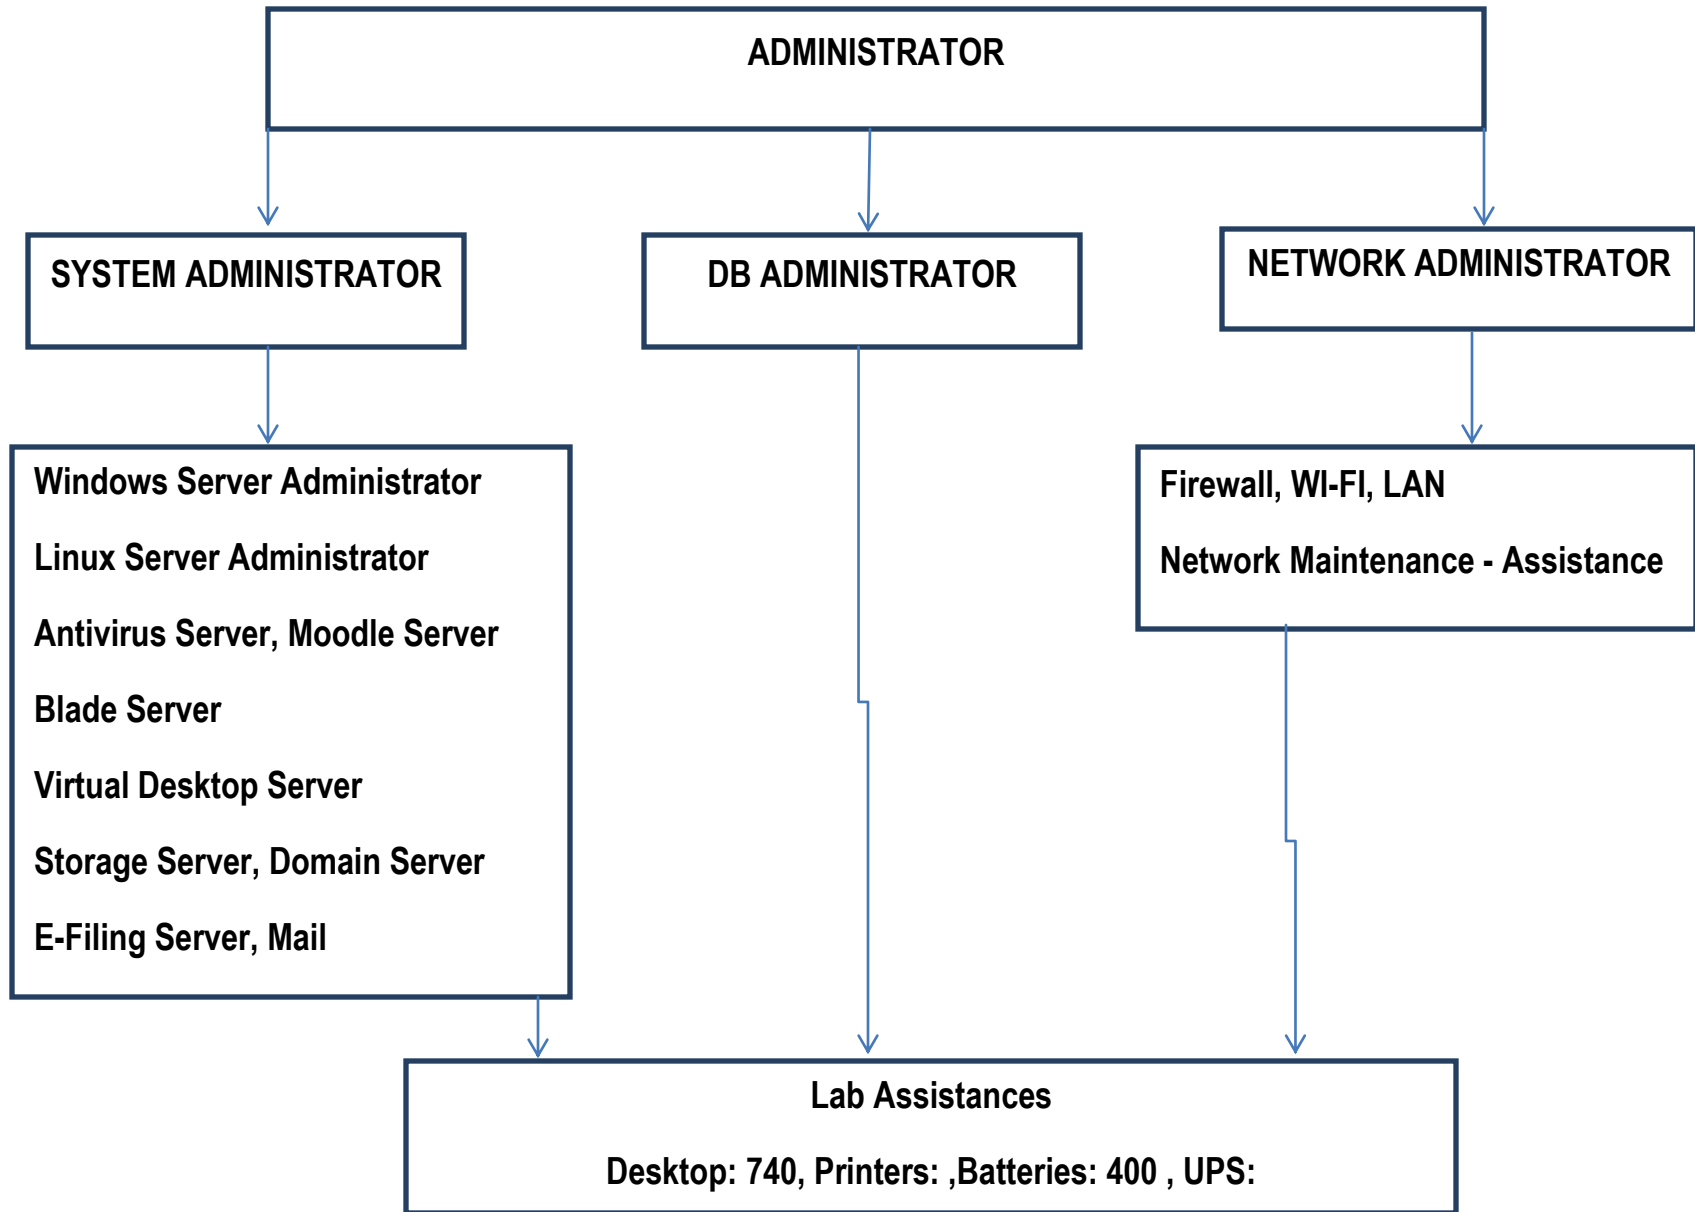 ADMINISTRATOR
SYSTEM ADMINISTRATOR
DB ADMINISTRATOR
NETWORK ADMINISTRATOR
Windows Server Administrator
Linux Server Administrator
Antivirus Server, Moodle Server
Blade Server
Virtual Desktop Server
Storage Server, Domain Server
E-Filing Server, Mail
Firewall, WI-FI, LAN
Network Maintenance - Assistance
Lab Assistances
Desktop: 740, Printers: ,Batteries: 400 , UPS: